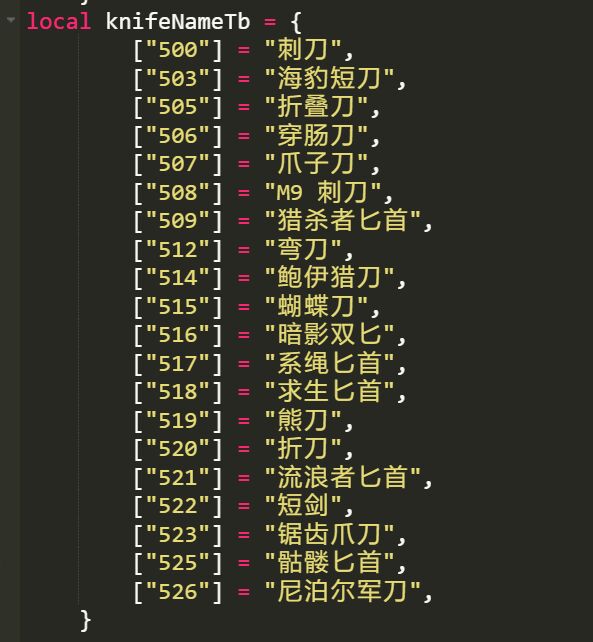 local knifeNameTb = {
["500"] = "刺刀",
["503"] = "海豹短刀",
["505"] = "折叠刀",
["506"] = "穿肠刀",
["507"] = "爪子刀",
["508"] = "M9 刺刀",
["509"] = "猎杀者匕首",
["512"] = "弯刀",
["514"] = "鲍伊猎刀",
["515"] = "蝴蝶刀",
["516"] = "暗影双匕",
["517"] = "系绳匕首",
["518"] = "求生匕首",
["519"] = "熊刀",
["520"] = "折刀",
["521"] = "流浪者匕首",
["522"] = "短剑",
["523"] = "锯齿爪刀",
["525"] = "骷髅匕首",
["526"] = "尼泊尔军刀",
}